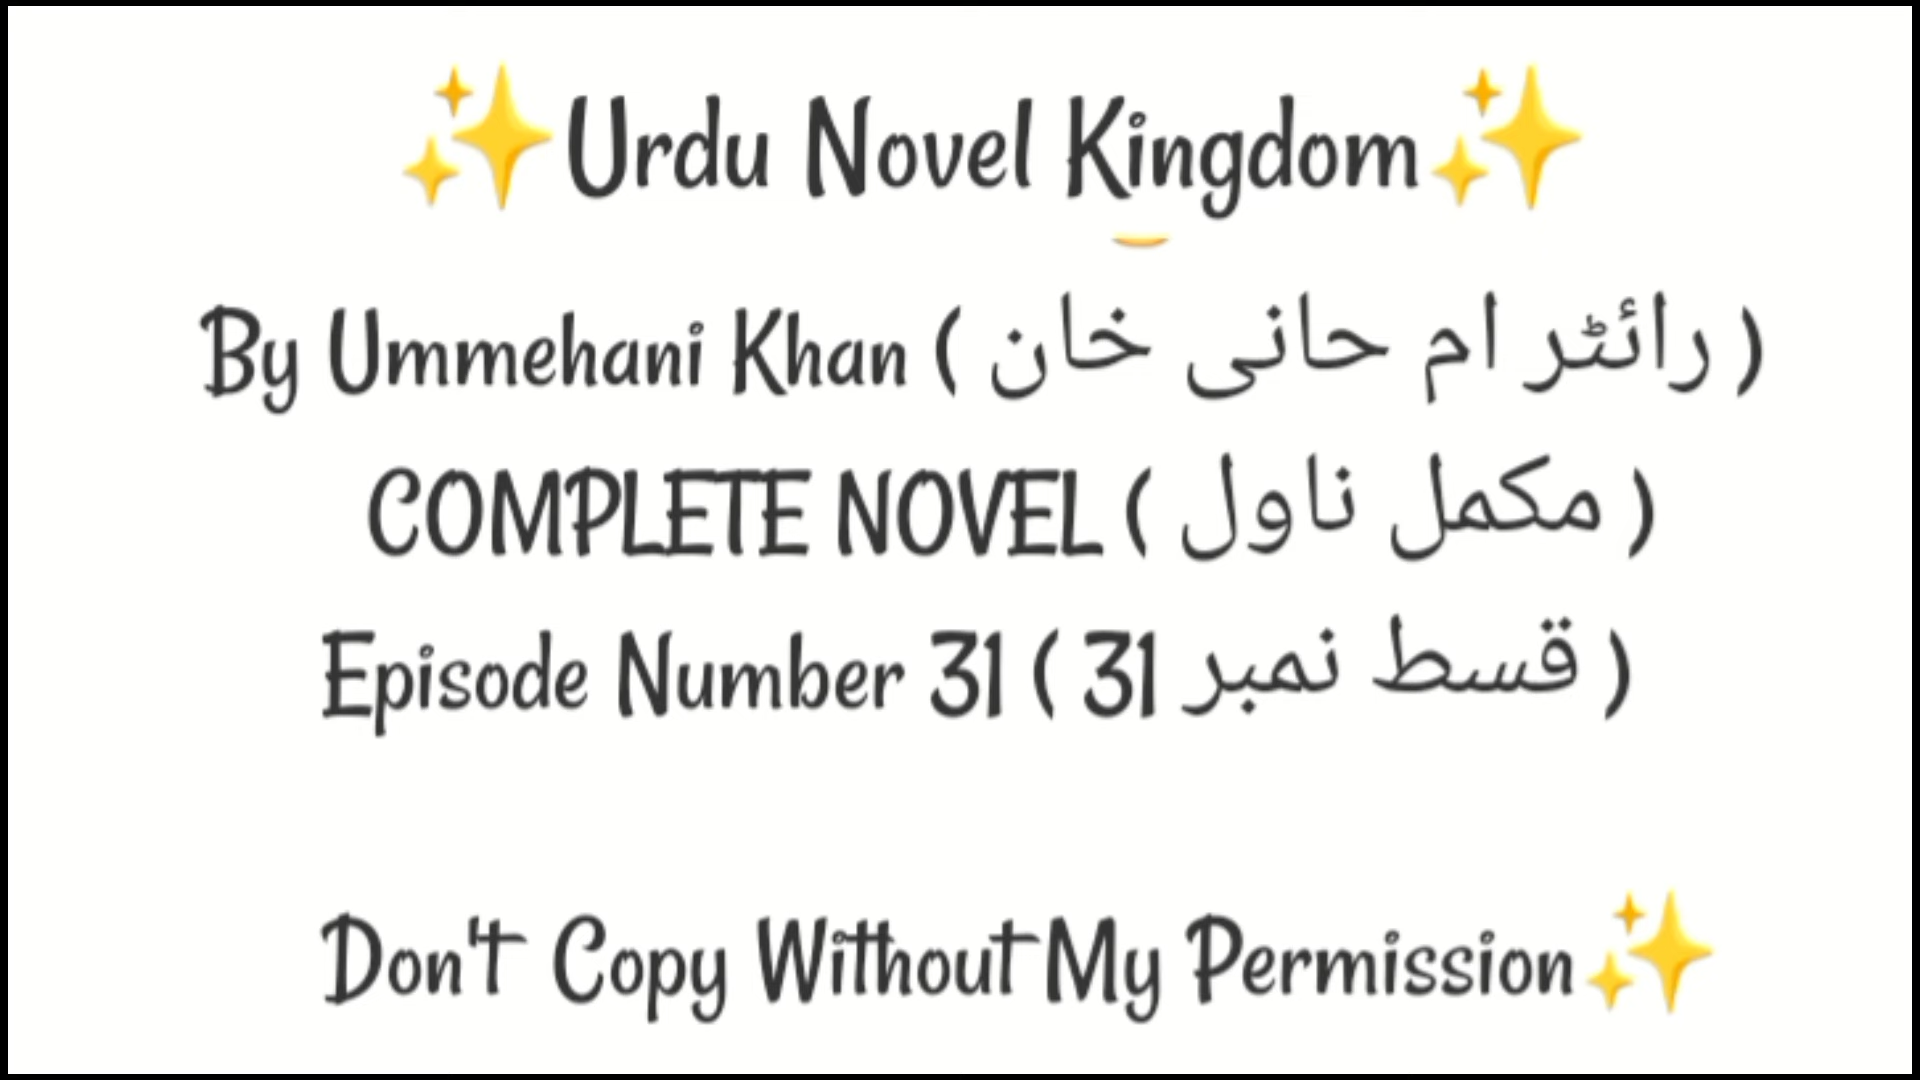 ✨Urdu Novel Kingdom✨
By Ummehani Khan ( رائٹر ام حانی خان )
COMPLETE NOVEL ( مکمل ناول )
Episode Number 31 ( قسط نمبر 31 )
Don't Copy Without My Permission✨